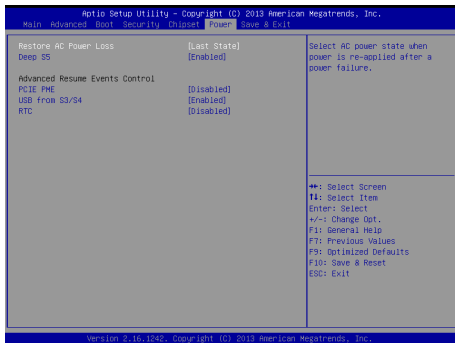 Aptio Setup Utility – Copyright (C) 2013 American Megatrends, Inc.
Main Advanced Boot Security Chipset Power Save & Exit
Restore AC Power Loss [Last State]
Deep S5 [Enabled]
Advanced Resume Events Control
PCIE PME [Disabled]
USB from S3/S4 [Enabled]
RTC [Disabled]
Select AC power state when
power is re-applied after a
power failure.
→←: Select Screen
↑↓: Select Item
Enter: Select
+/-: Change Opt.
F1: General Help
F7: Previous Values
F9: Optimized Defaults
F10: Save & Reset
ESC: Exit
Version 2.16.1242. Copyright (C) 2013 American Megatrends, Inc.